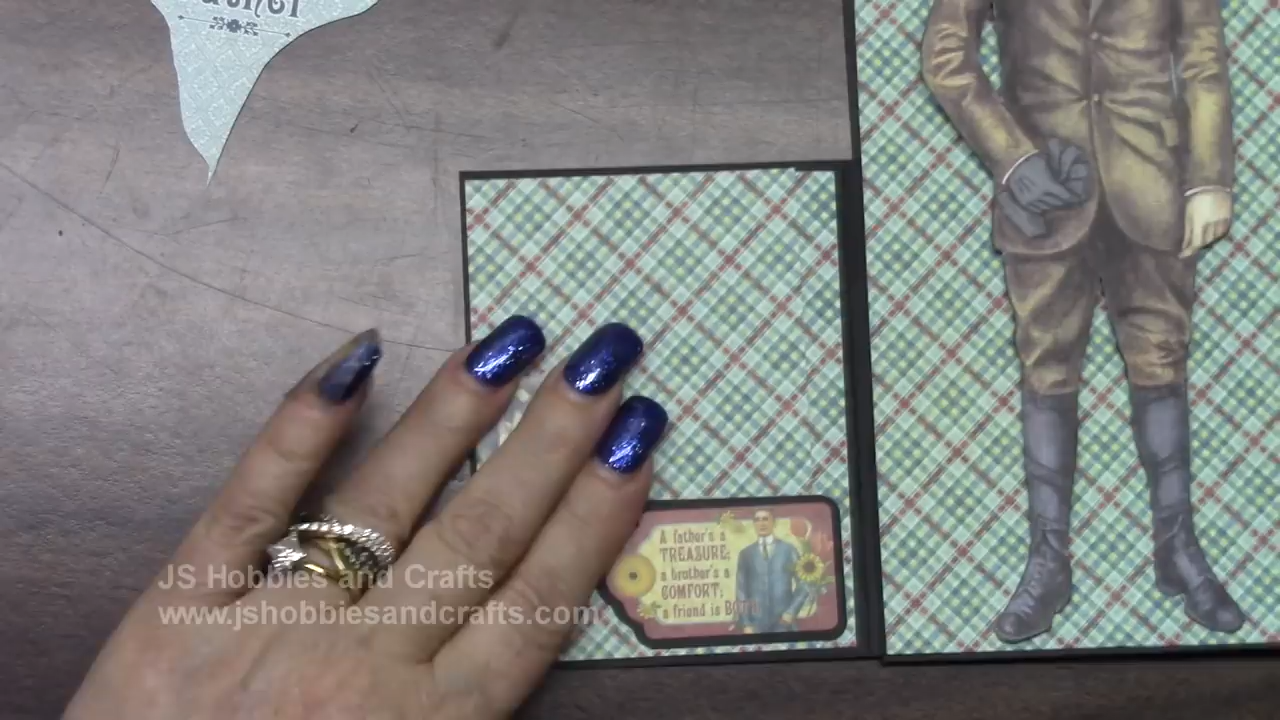 A father's a
TREASURE;
a brother's a
COMFORT;
a friend is BOTH
JS Hobbies and Crafts
www.jshobbiesandcrafts.com